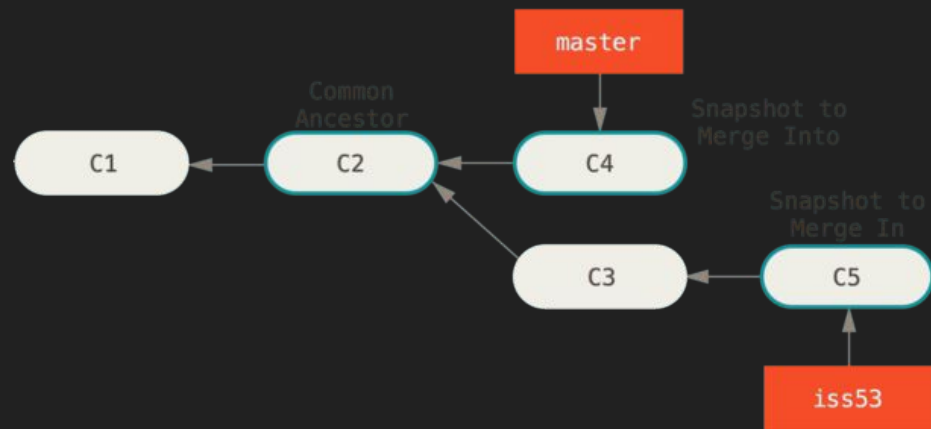 master
Common
Ancestor
Snapshot to
Merge Into
C1
C2
C4
Snapshot to
Merge In
C3
C5
iss53